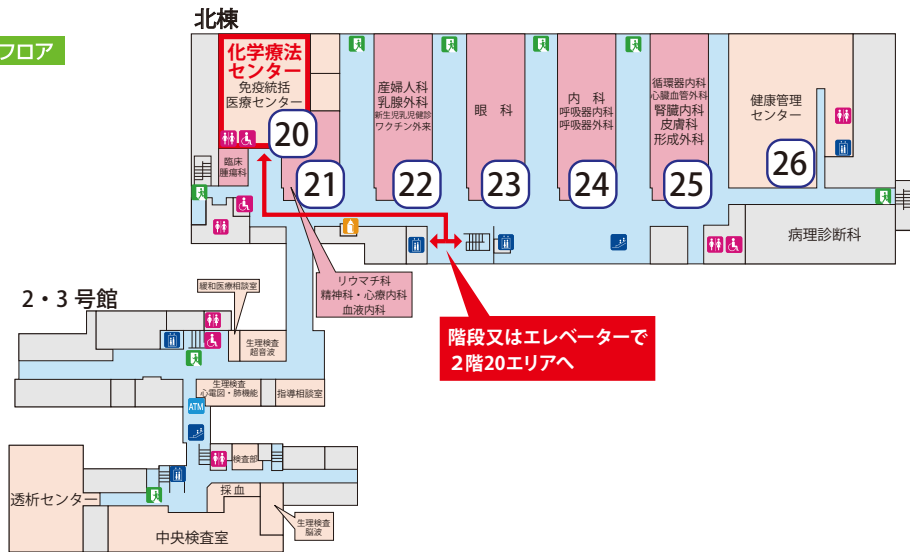 北棟
フロア
化学療法
センター
免疫統括
医療センター
20
臨床
腫瘍科
21
産婦人科
乳腺外科
新生児乳児健診
ワクチン外来
22
眼 科
23
内 科
呼吸器内科
呼吸器外科
24
循環器内科
心臓血管外科
腎臓内科
皮膚科
形成外科
25
健康管理
センター
26
病理診断科
リウマチ科
精神科・心療内科
血液内科
階段又はエレベーターで
2階20エリアへ
2・3 号館
緩和医療相談室
生理検査
超音波
生理検査
心電図・肺機能
指導相談室
ATM
検査部
採 血
透析センター
中央検査室
生理検査
脳波